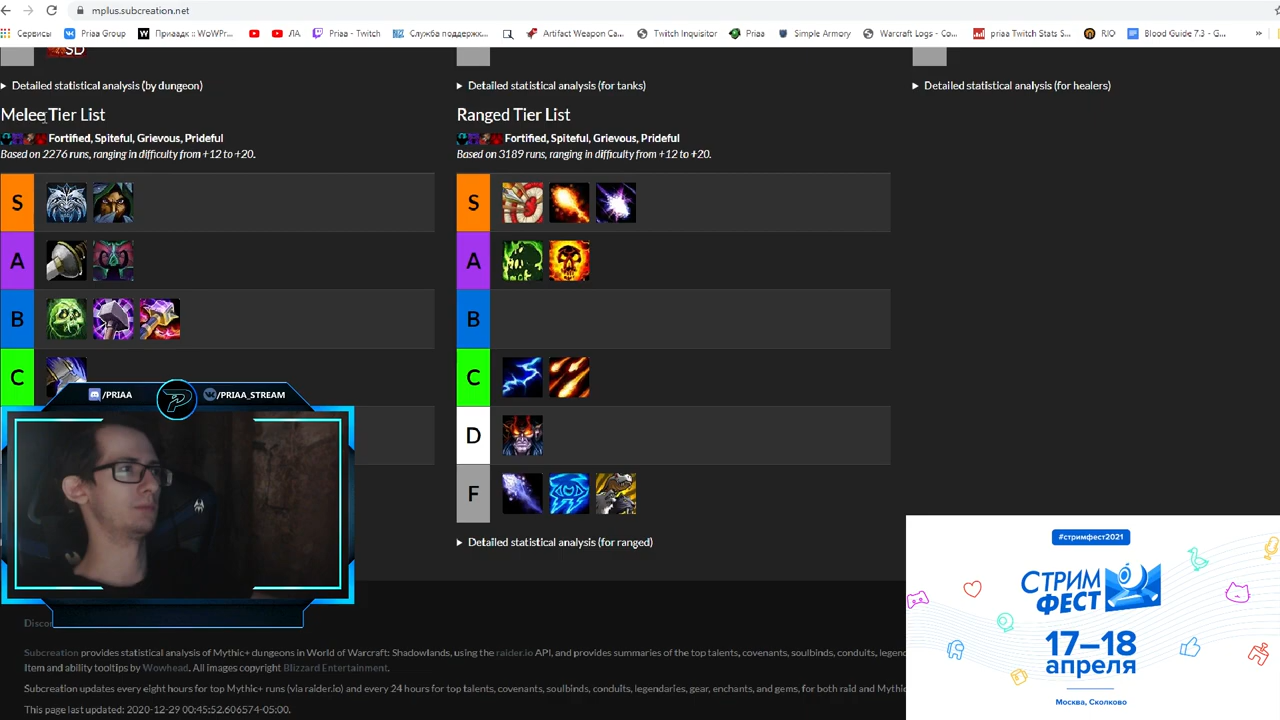 mplus.subcreation.net
Сервисы
Priaa Group
Приаадк :: WoWPr...
ЛА
Priaa - Twitch
Служба поддержк...
Artifact Weapon Ca...
Twitch Inquisitor
Priaa
Simple Armory
Warcraft Logs - Co...
priaa Twitch Stats S...
RIO
Blood Guide 7.3 - G...
SD
Detailed statistical analysis (by dungeon)
Detailed statistical analysis (for tanks)
Detailed statistical analysis (for healers)
Melee Tier List
Fortified, Spiteful, Grievous, Prideful
Based on 2276 runs, ranging in difficulty from +12 to +20.
S
A
B
C
Ranged Tier List
Fortified, Spiteful, Grievous, Prideful
Based on 3189 runs, ranging in difficulty from +12 to +20.
S
A
B
C
D
F
Detailed statistical analysis (for ranged)
/PRIAA
/PRIAA_STREAM
#стримфест2021
СТРИМ
ФЕСТ
17–18
апреля
Москва, Сколково
Discor
Subcreation provides statistical analysis of Mythic+ dungeons in World of Warcraft: Shadowlands, using the raider.io API, and provides summaries of the top talents, covenants, soulbinds, conduits, legend
Item and ability tooltips by Wowhead. All images copyright Blizzard Entertainment.
Subcreation updates every eight hours for top Mythic+ runs (via raider.io) and every 24 hours for top talents, covenants, soulbinds, conduits, legendaries, gear, enchants, and gems, for both raid and Mythic
This page last updated: 2020-12-29 00:45:52.606574-05:00.